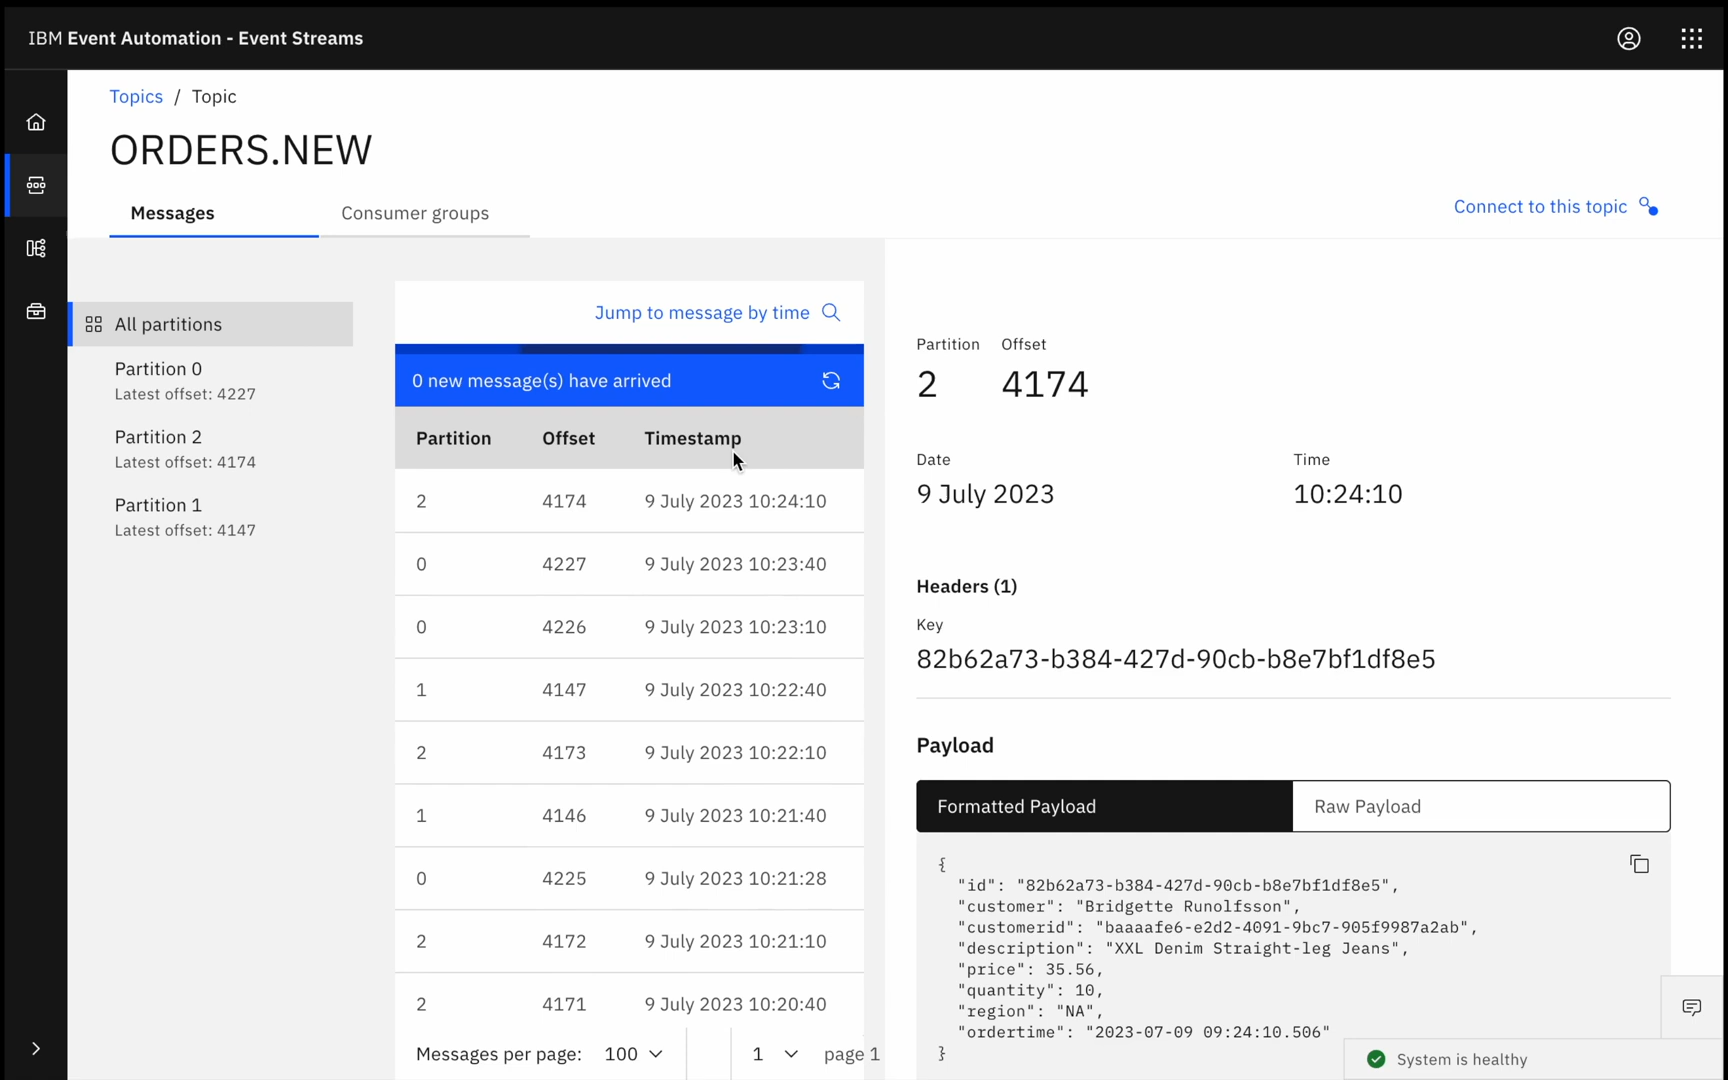 IBM Event Automation - Event Streams
Topics / Topic
ORDERS.NEW
Messages
Consumer groups
Connect to this topic
All partitions
Partition 0
Latest offset: 4227
Partition 2
Latest offset: 4174
Partition 1
Latest offset: 4147
Jump to message by time
0 new message(s) have arrived
Partition Offset Timestamp
2 4174 9 July 2023 10:24:10
0 4227 9 July 2023 10:23:40
0 4226 9 July 2023 10:23:10
1 4147 9 July 2023 10:22:40
2 4173 9 July 2023 10:22:10
1 4146 9 July 2023 10:21:40
0 4225 9 July 2023 10:21:28
2 4172 9 July 2023 10:21:10
2 4171 9 July 2023 10:20:40
Messages per page: 100 1 page 1
Partition Offset
2 4174
Date Time
9 July 2023 10:24:10
Headers (1)
Key
82b62a73-b384-427d-90cb-b8e7bf1df8e5
Payload
Formatted Payload Raw Payload
{
"id": "82b62a73-b384-427d-90cb-b8e7bf1df8e5",
"customer": "Bridgette Runolfsson",
"customerid": "baaaafe6-e2d2-4091-9bc7-905f9987a2ab",
"description": "XXL Denim Straight-leg Jeans",
"price": 35.56,
"quantity": 10,
"region": "NA",
"ordertime": "2023-07-09 09:24:10.506"
}
System is healthy